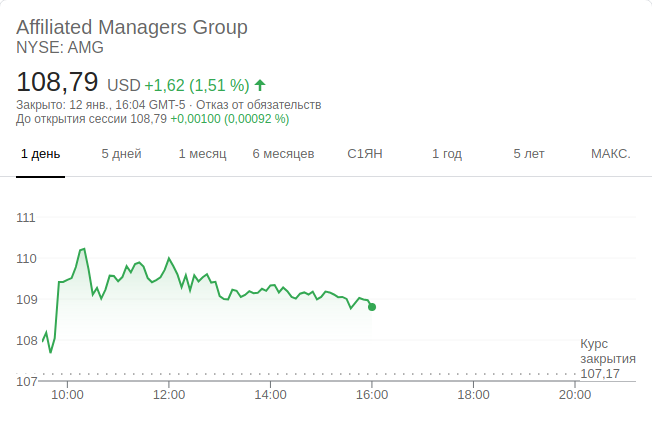 Affiliated Managers Group
NYSE: AMG
108,79 USD +1,62 (1,51 %)
Закрыто: 12 янв., 16:04 GMT-5 · Отказ от обязательств
До открытия сессии 108,79 +0,00100 (0,00092 %)
1 день 5 дней 1 месяц 6 месяцев С1ЯН 1 год 5 лет МАКС.
111
110
109
108
Курс
закрытия
107,17
107
10:00 12:00 14:00 16:00 18:00 20:00